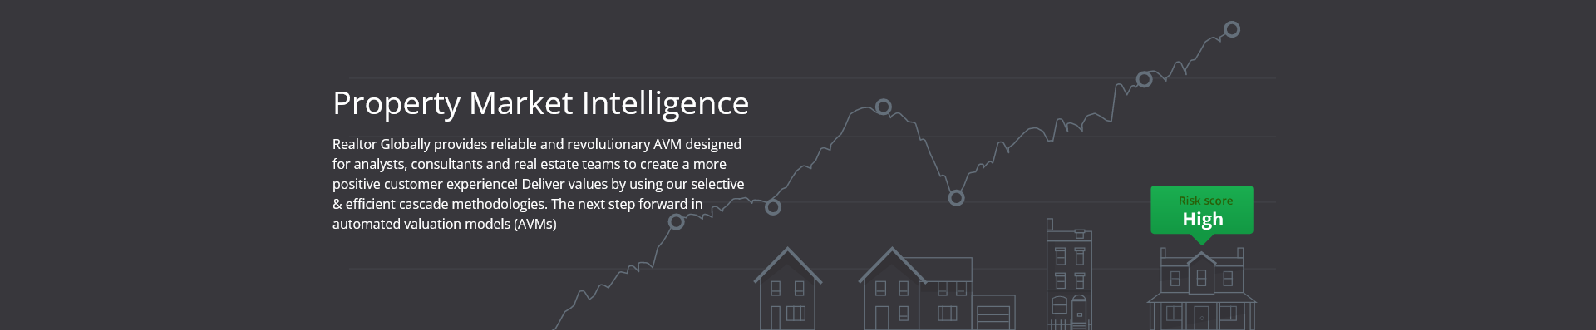 Property Market Intelligence
Realtor Globally provides reliable and revolutionary AVM designed
for analysts, consultants and real estate teams to create a more
positive customer experience! Deliver values by using our selective
& efficient cascade methodologies. The next step forward in
automated valuation models (AVMs)
Risk score
High